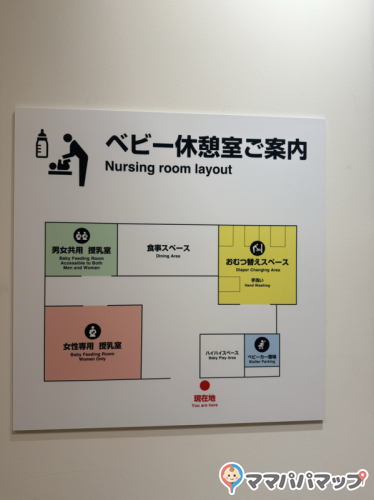 ベビー休憩室ご案内
Nursing room layout
男女共用 授乳室
Baby Feeding Room
Accessible to Both
Men and Women
食事スペース
Dining Area
おむつ替えスペース
Diaper Changing Area
手洗い
Hand Washing
女性専用 授乳室
Baby Feeding Room
Women Only
ハイハイスペース
Baby Play Area
ベビーカー置場
Stroller Parking
現在地
You are here
ママパパマップ